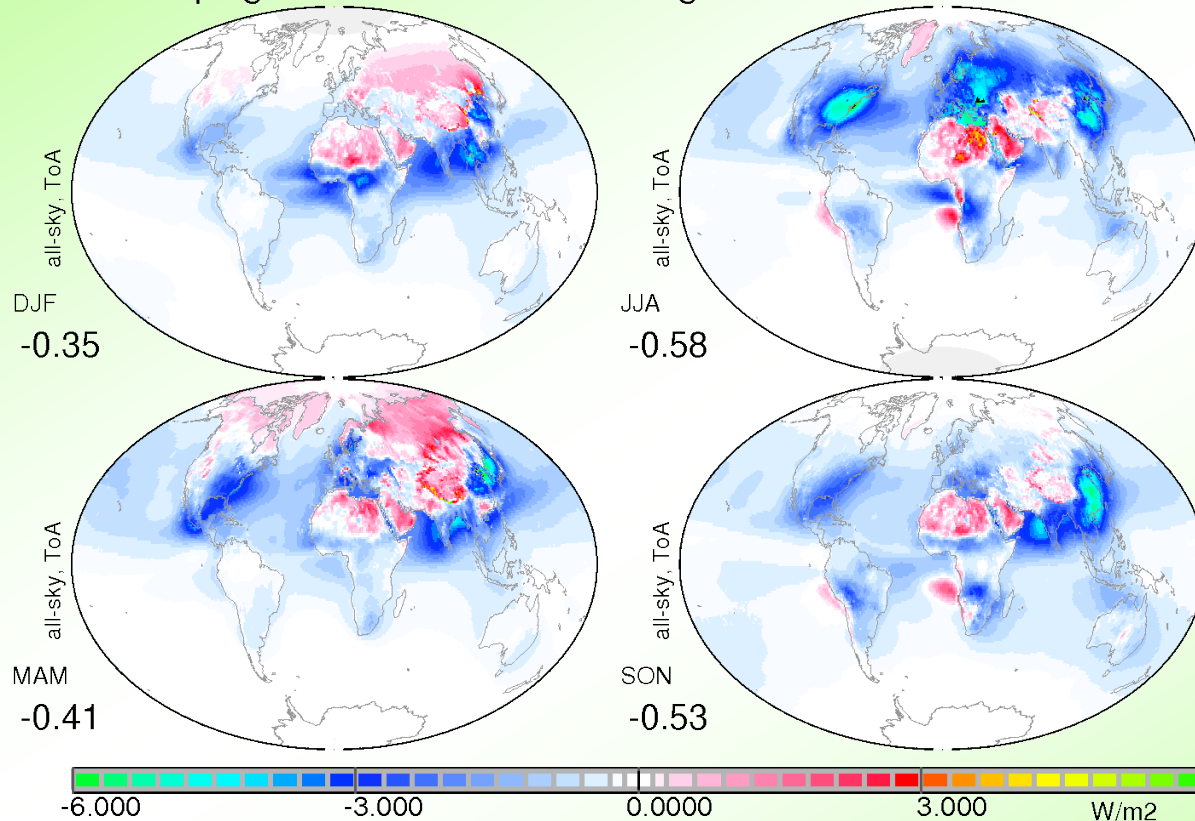 all-sky, ToA
DJF
-0.35
all-sky, ToA
JJA
-0.58
all-sky, ToA
MAM
-0.41
all-sky, ToA
SON
-0.53
-6.000 -3.000 0.0000 3.000 W/m2